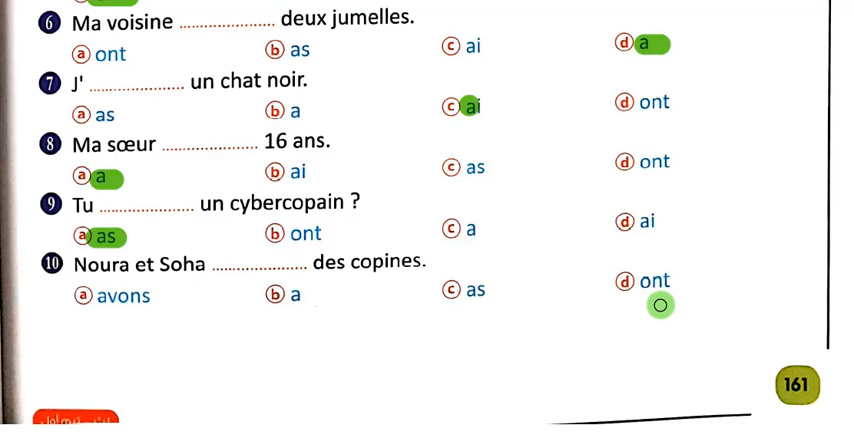 6 Ma voisine ........................ deux jumelles.
a ont b as c ai d a
7 J' ........................ un chat noir.
a as b a c ai d ont
8 Ma sœur ........................ 16 ans.
a a b ai c as d ont
9 Tu ........................ un cybercopain ?
a as b ont c a d ai
10 Noura et Soha ........................ des copines.
a avons b a c as d ont
161